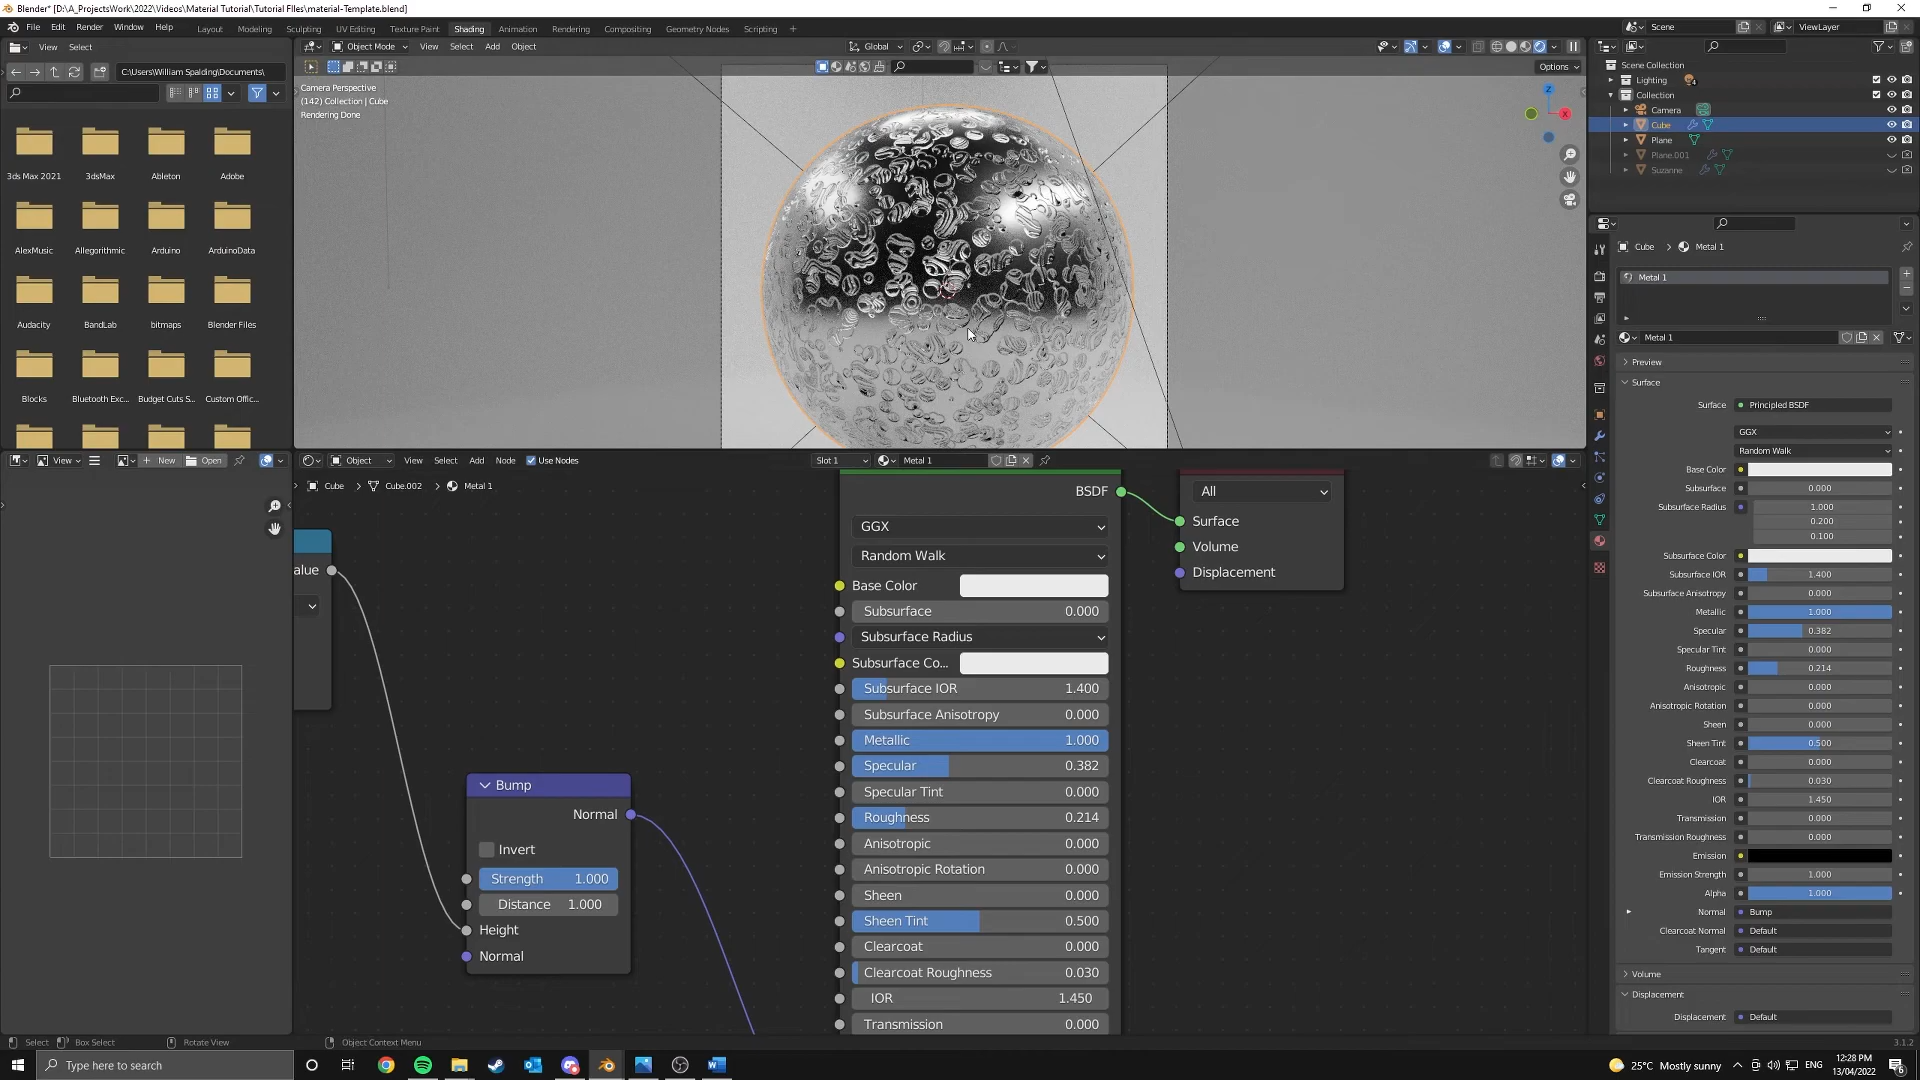 Blender* [D:\A_ProjectsWork\2022\Videos\Material Tutorial\Tutorial Files\material-Template.blend]
File Edit Render Window Help Layout Modeling Sculpting UV Editing Texture Paint Shading Animation Rendering Compositing Geometry Nodes Scripting + Scene ViewLayer
View Select
Object Mode View Select Add Object Global
C:\Users\William Spalding\Documents\
Options
Camera Perspective
(142) Collection | Cube
Rendering Done
Scene Collection
Lighting
Collection
Camera
Cube
Plane
Plane.001
Suzanne
3ds Max 2021 3dsMax Ableton Adobe
AlexMusic Allegorithmic Arduino ArduinoData
Audacity BandLab bitmaps Blender Files
Blocks Bluetooth Exc... Budget Cuts S... Custom Offic...
Z
X
Cube > Metal 1
Metal 1
Metal 1
Preview
Surface
Surface Principled BSDF
GGX
Random Walk
Base Color
Subsurface 0.000
Subsurface Radius 1.000
0.200
0.100
Subsurface Color
Subsurface IOR 1.400
Subsurface Anisotropy 0.000
Metallic 1.000
Specular 0.382
Specular Tint 0.000
Roughness 0.214
Anisotropic 0.000
Anisotropic Rotation 0.000
Sheen 0.000
Sheen Tint 0.500
Clearcoat 0.000
Clearcoat Roughness 0.030
IOR 1.450
Transmission 0.000
Transmission Roughness 0.000
Emission
Emission Strength 1.000
Alpha 1.000
Normal Bump
Clearcoat Normal Default
Tangent Default
Volume
Displacement
Displacement Default
View + New Open
Object View Select Add Node Use Nodes Slot 1 Metal 1
Cube > Cube.002 > Metal 1
alue
Bump
Normal
Invert
Strength 1.000
Distance 1.000
Height
Normal
BSDF
GGX
Random Walk
Base Color
Subsurface 0.000
Subsurface Radius
Subsurface Co...
Subsurface IOR 1.400
Subsurface Anisotropy 0.000
Metallic 1.000
Specular 0.382
Specular Tint 0.000
Roughness 0.214
Anisotropic 0.000
Anisotropic Rotation 0.000
Sheen 0.000
Sheen Tint 0.500
Clearcoat 0.000
Clearcoat Roughness 0.030
IOR 1.450
Transmission 0.000
All
Surface
Volume
Displacement
Select Box Select Rotate View Object Context Menu 3.1.2
Type here to search
25°C Mostly sunny ENG
12:28 PM
13/04/2022
6